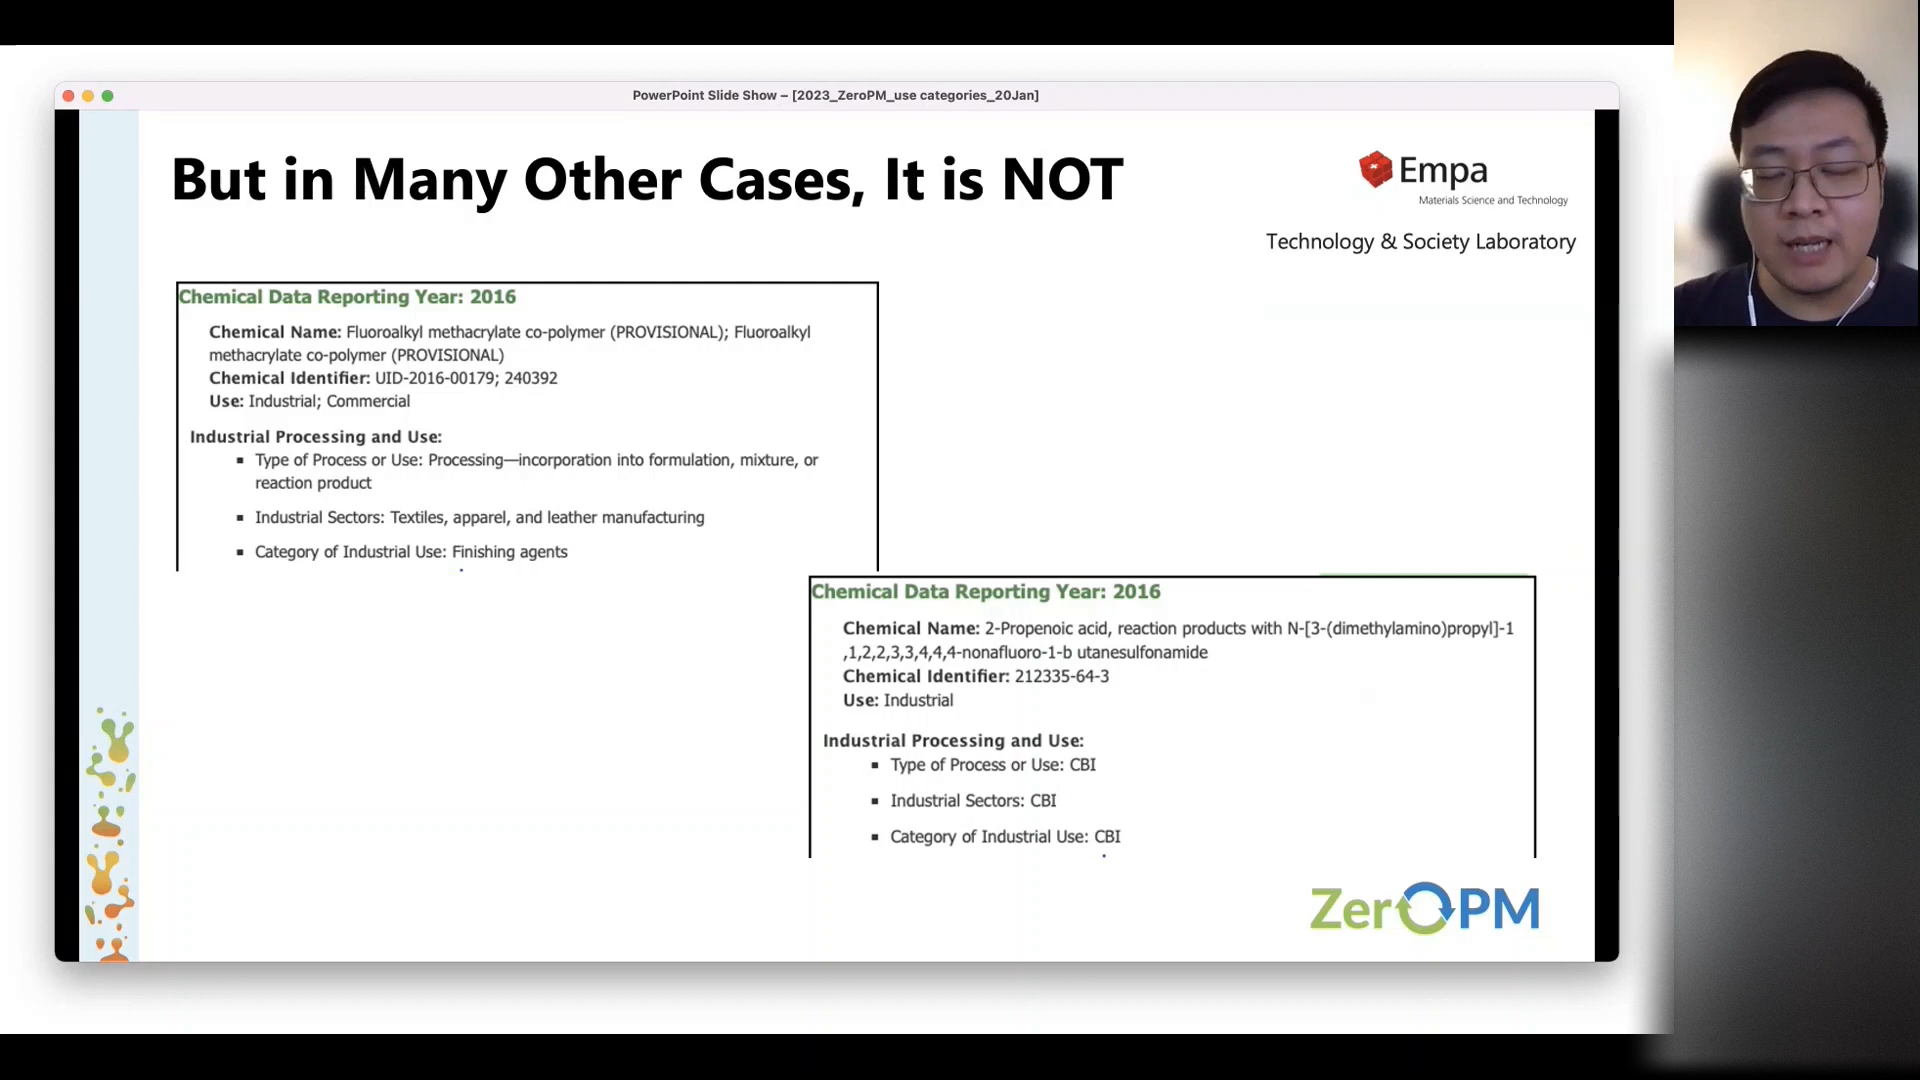 PowerPoint Slide Show – [2023_ZeroPM_use categories_20Jan]
But in Many Other Cases, It is NOT
Empa
Materials Science and Technology
Technology & Society Laboratory
Chemical Data Reporting Year: 2016
Chemical Name: Fluoroalkyl methacrylate co-polymer (PROVISIONAL); Fluoroalkyl
methacrylate co-polymer (PROVISIONAL)
Chemical Identifier: UID-2016-00179; 240392
Use: Industrial; Commercial
Industrial Processing and Use:
▪ Type of Process or Use: Processing—incorporation into formulation, mixture, or
reaction product
▪ Industrial Sectors: Textiles, apparel, and leather manufacturing
▪ Category of Industrial Use: Finishing agents
Chemical Data Reporting Year: 2016
Chemical Name: 2-Propenoic acid, reaction products with N-[3-(dimethylamino)propyl]-1
,1,2,2,3,3,4,4,4-nonafluoro-1-b utanesulfonamide
Chemical Identifier: 212335-64-3
Use: Industrial
Industrial Processing and Use:
▪ Type of Process or Use: CBI
▪ Industrial Sectors: CBI
▪ Category of Industrial Use: CBI
ZeroPM